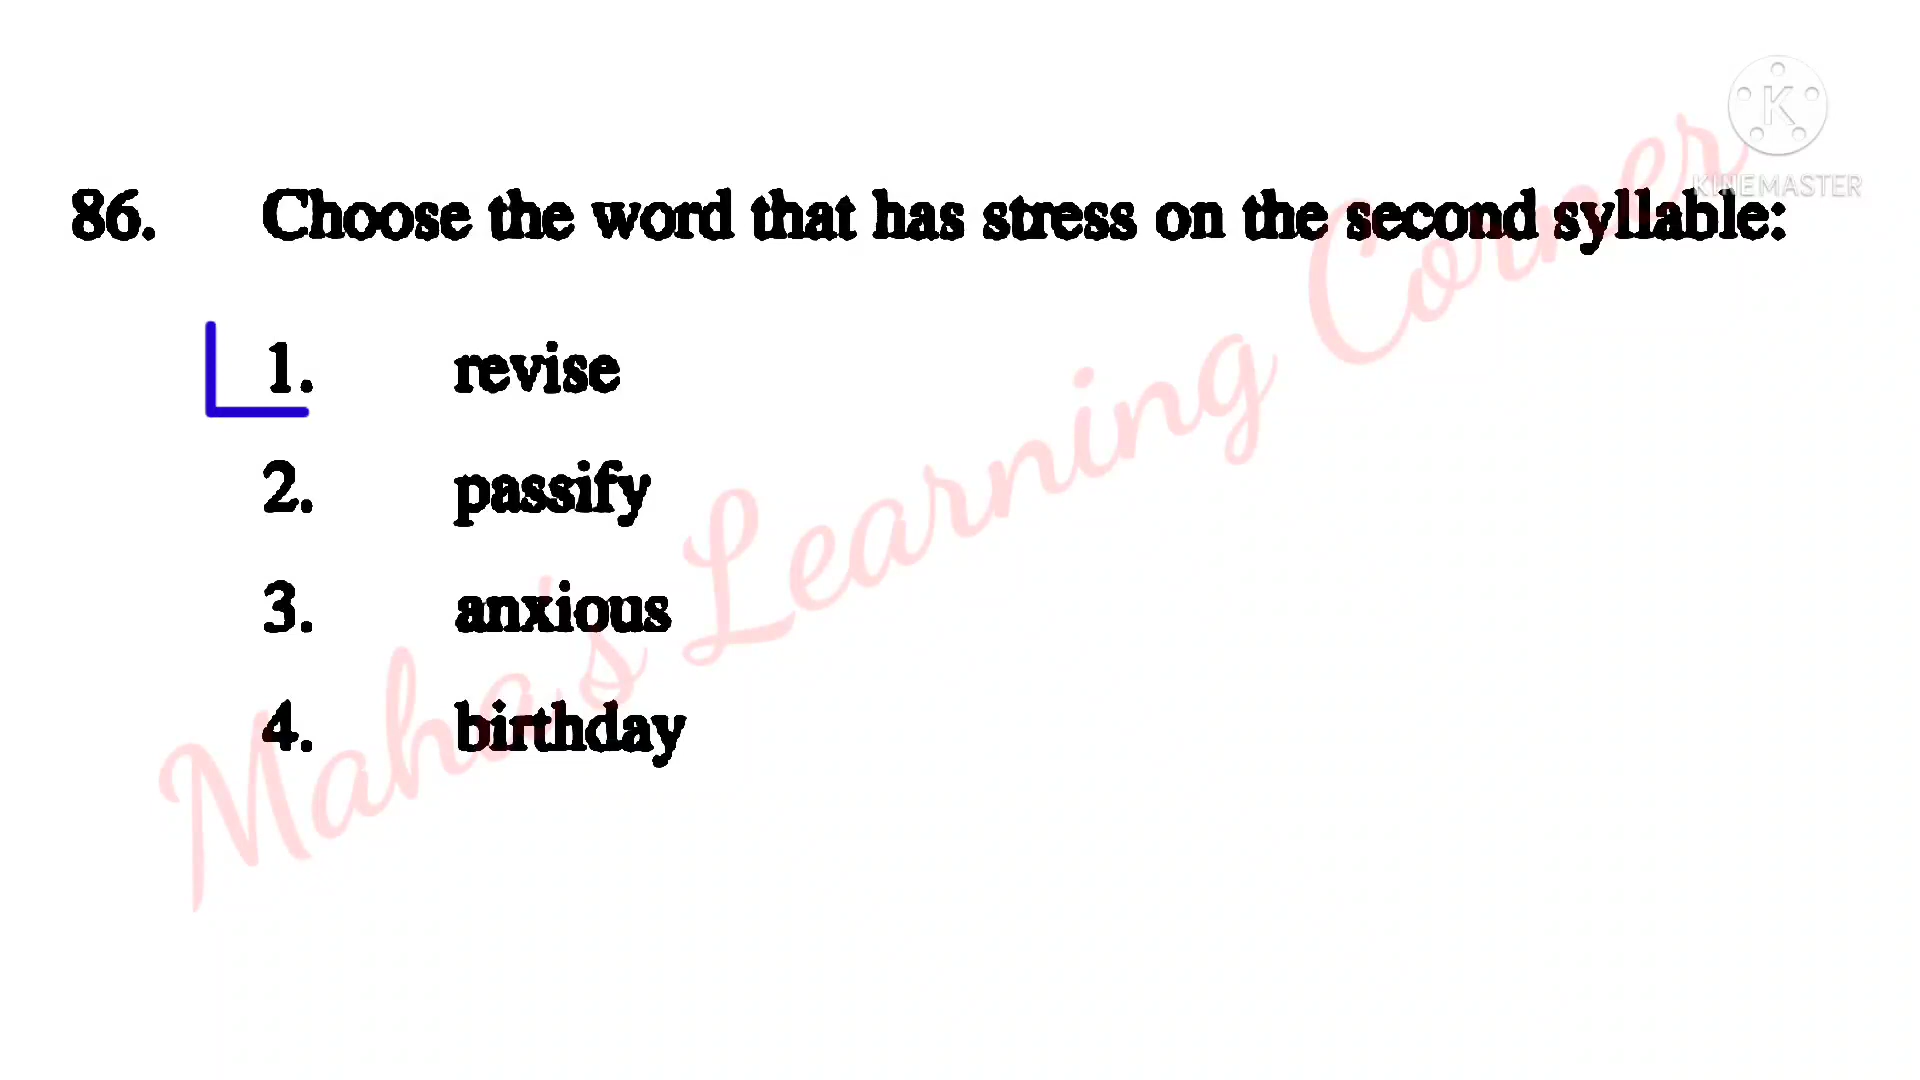 K
KINEMASTER
86. Choose the word that has stress on the second syllable:
1. revise
2. passify
3. anxious
4. birthday
Maha's Learning Corner